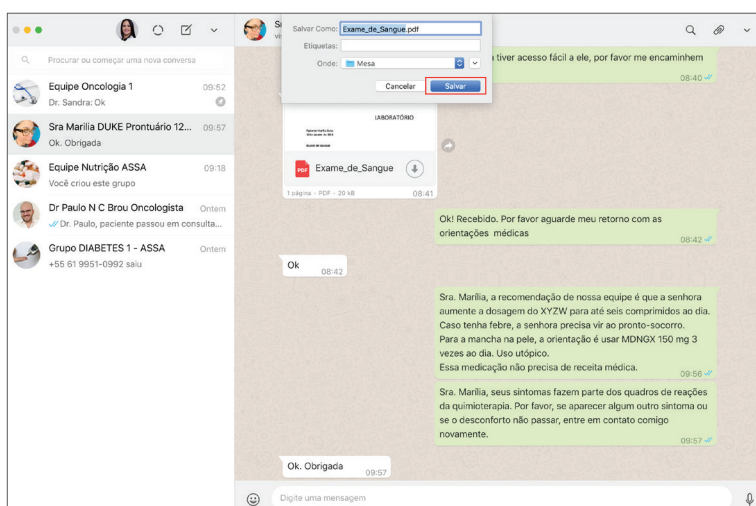 Salvar Como: Exame_de_Sangue.pdf
Etiquetas:
Onde: Mesa
Cancelar Salvar
Procurar ou começar uma nova conversa
Equipe Oncologia 1 09:52
Dr. Sandra: Ok
Sra Marilia DUKE Prontuário 12... 09:57
Ok. Obrigada
Equipe Nutrição ASSA 09:18
Você criou este grupo
Dr Paulo N C Brou Oncologista Ontem
Dr. Paulo, paciente passou em consulta...
Grupo DIABETES 1 - ASSA Ontem
+55 61 9951-0992 saiu
tiver acesso fácil a ele, por favor me encaminhem
08:40
LABORATÓRIO
PDF Exame_de_Sangue
1 página - PDF - 20 kB 08:41
Ok! Recebido. Por favor aguarde meu retorno com as
orientações médicas
08:42
Ok
08:42
Sra. Marília, a recomendação de nossa equipe é que a senhora
aumente a dosagem do XYZW para até seis comprimidos ao dia.
Caso tenha febre, a senhora precisa vir ao pronto-socorro.
Para a mancha na pele, a orientação é usar MDNGX 150 mg 3
vezes ao dia. Uso utópico.
Essa medicação não precisa de receita médica.
09:56
Sra. Marília, seus sintomas fazem parte dos quadros de reações
da quimioterapia. Por favor, se aparecer algum outro sintoma ou
se o desconforto não passar, entre em contato comigo
novamente.
09:57
Ok. Obrigada
09:57
Digite uma mensagem